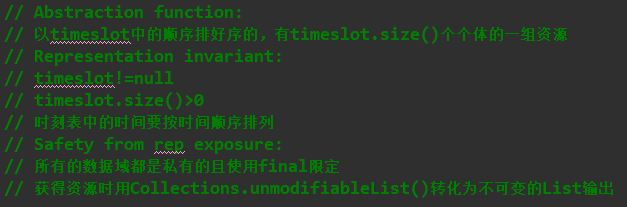 // Abstraction function:
// 以timeslot中的顺序排好序的，有timeslot.size()个个体的一组资源
// Representation invariant:
// timeslot!=null
// timeslot.size()>0
// 时刻表中的时间要按时间顺序排列
// Safety from rep exposure:
// 所有的数据域都是私有的且使用final限定
// 获得资源时用Collections.unmodifiableList()转化为不可变的List输出